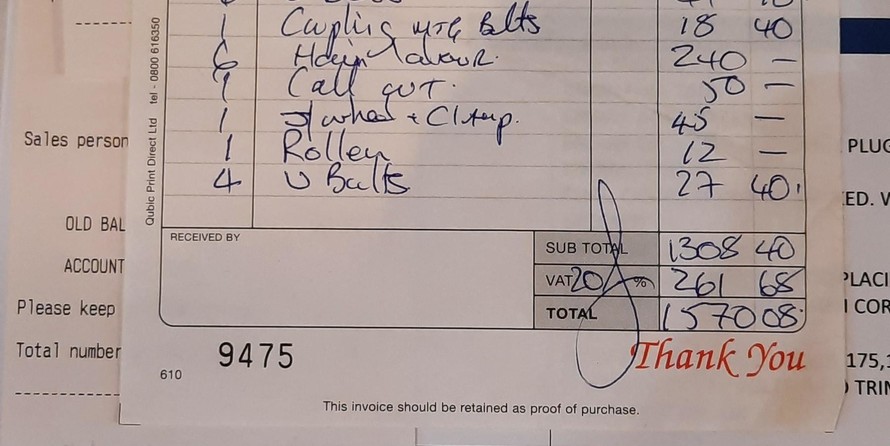 1 Coupling MTG Bolts 18 40
6 Hours Labour. 240 —
1 Call out. 50 —
1 J wheel + Clamp. 45 —
1 Roller 12 —
4 U Bolts 27 40
Qubic Print Direct Ltd tel - 0800 616350
RECEIVED BY
SUB TOTAL 1308 40
VAT 20 % 261 68
TOTAL 1570 08
610 9475
Thank You
This invoice should be retained as proof of purchase.
Sales person
OLD BAL
ACCOUNT
Please keep
Total number
PLUG
ED. V
PLACI
COR
175,1
TRIN